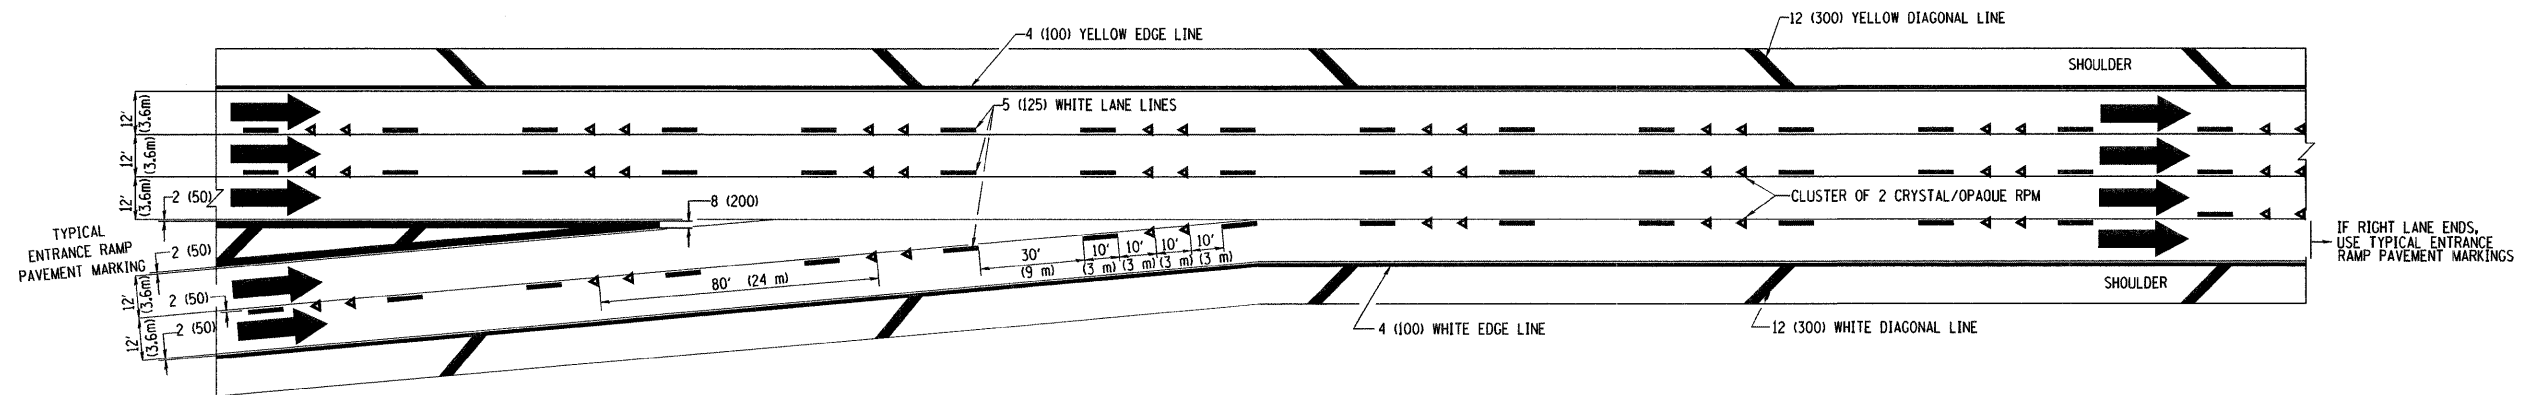 12 (300) YELLOW DIAGONAL LINE
4 (100) YELLOW EDGE LINE
SHOULDER
12'
(3.6m)
5 (125) WHITE LANE LINES
12'
(3.6m)
12'
(3.6m)
2 (50)
8 (200)
CLUSTER OF 2 CRYSTAL/OPAQUE RPM
TYPICAL
ENTRANCE RAMP
PAVEMENT MARKING
2 (50)
IF RIGHT LANE ENDS,
USE TYPICAL ENTRANCE
RAMP PAVEMENT MARKINGS
30'
(9 m)
10'
(3 m)
10'
(3 m)
10'
(3 m)
10'
(3 m)
80' (24 m)
12'
(3.6m)
2 (50)
SHOULDER
12'
(3.6m)
2 (50)
4 (100) WHITE EDGE LINE
12 (300) WHITE DIAGONAL LINE